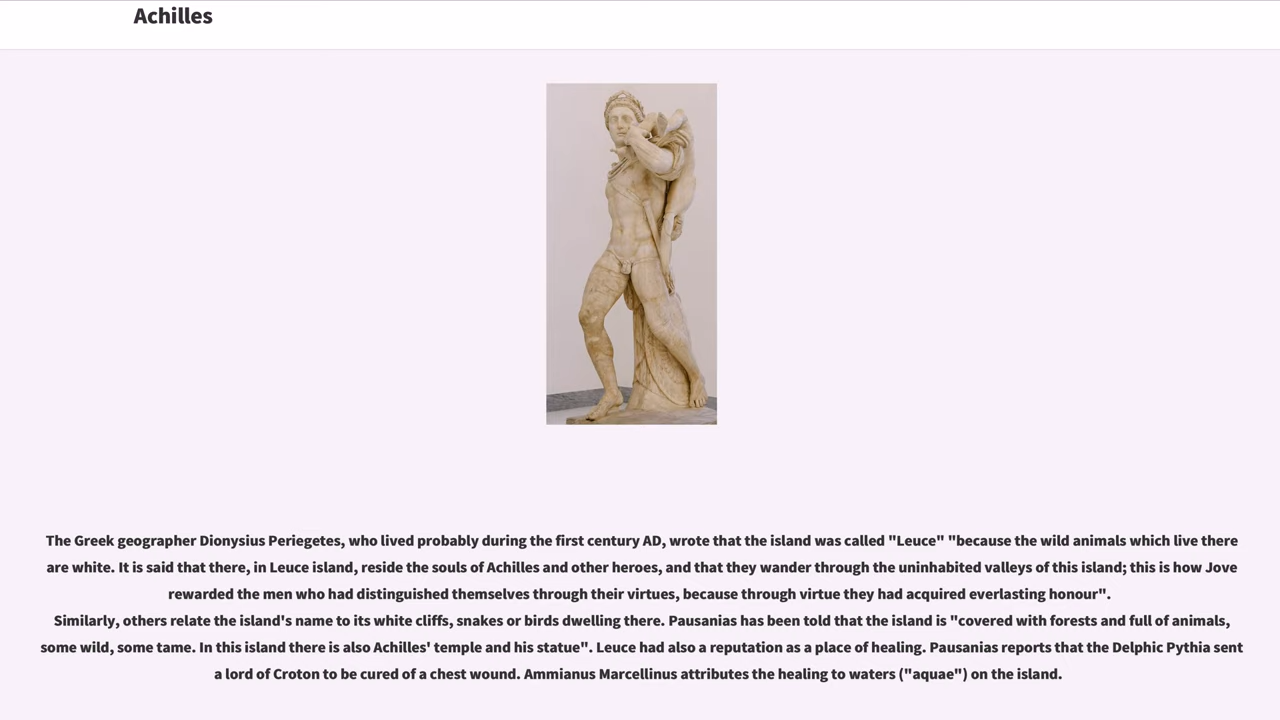 Achilles
The Greek geographer Dionysius Periegetes, who lived probably during the first century AD, wrote that the island was called "Leuce" "because the wild animals which live there
are white. It is said that there, in Leuce island, reside the souls of Achilles and other heroes, and that they wander through the uninhabited valleys of this island; this is how Jove
rewarded the men who had distinguished themselves through their virtues, because through virtue they had acquired everlasting honour".
Similarly, others relate the island's name to its white cliffs, snakes or birds dwelling there. Pausanias has been told that the island is "covered with forests and full of animals,
some wild, some tame. In this island there is also Achilles' temple and his statue". Leuce had also a reputation as a place of healing. Pausanias reports that the Delphic Pythia sent
a lord of Croton to be cured of a chest wound. Ammianus Marcellinus attributes the healing to waters ("aquae") on the island.